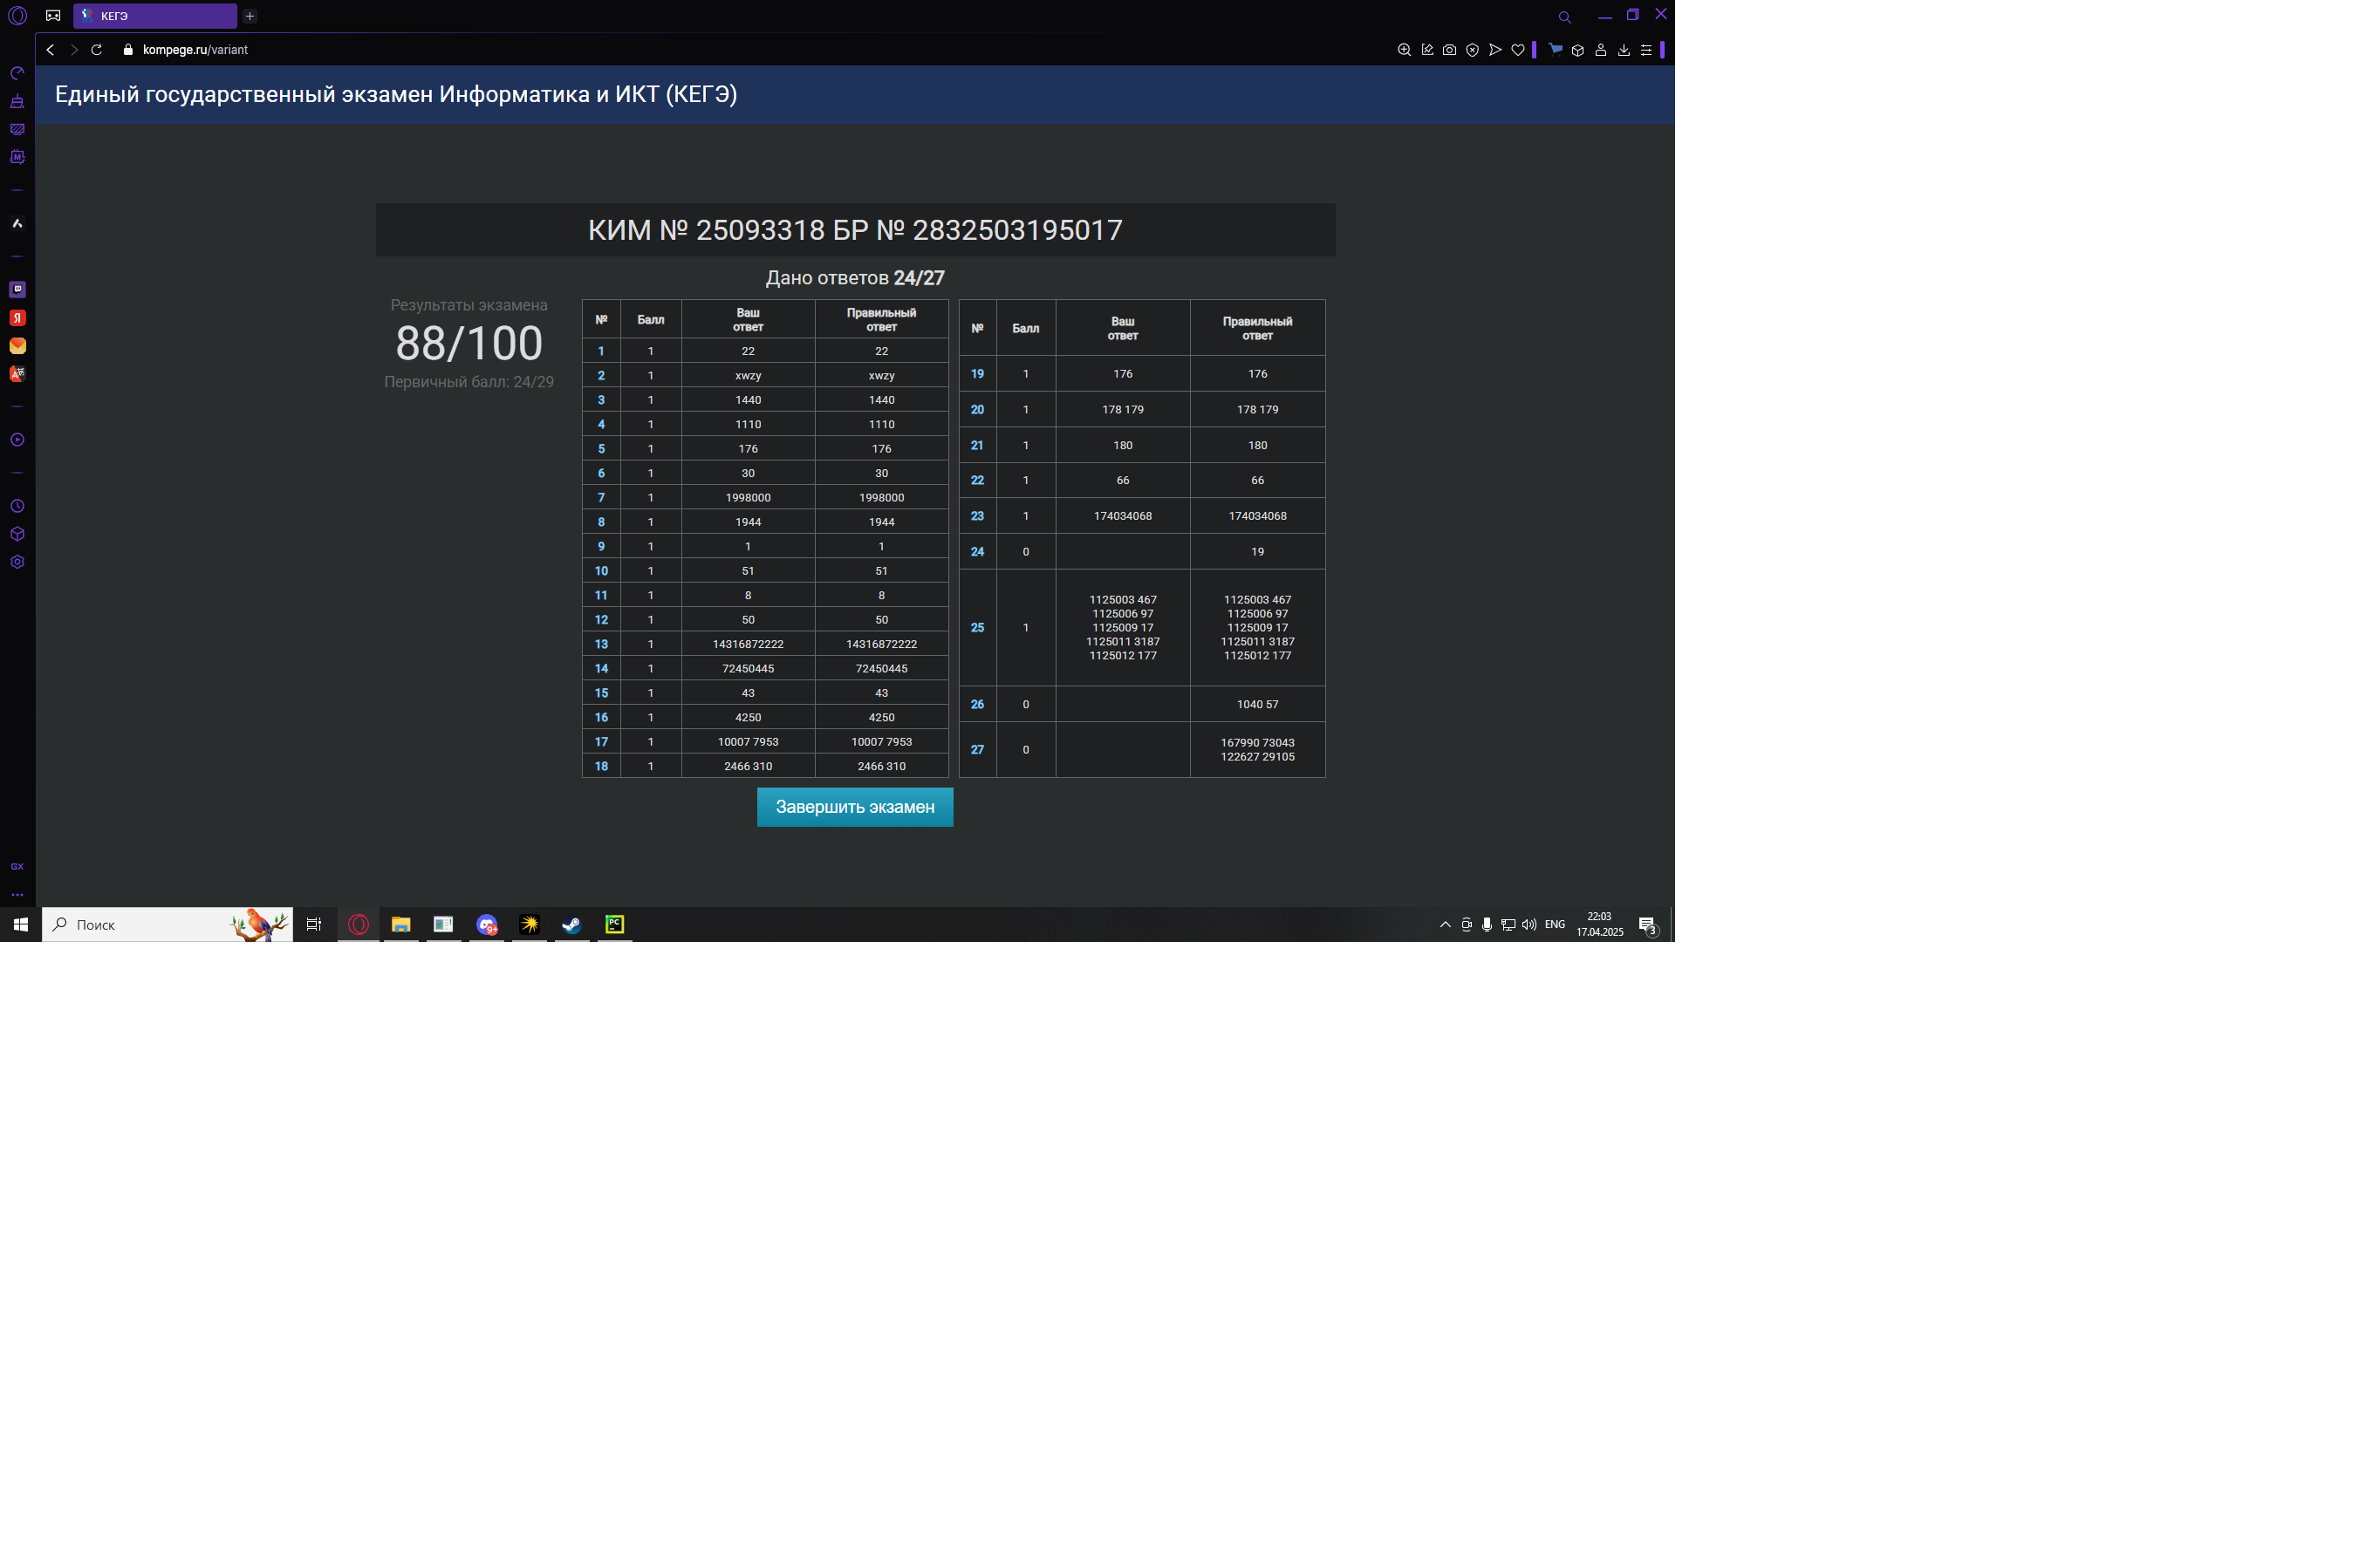 КЕГЭ
kompege.ru/variant
Единый государственный экзамен Информатика и ИКТ (КЕГЭ)
КИМ № 25093318 БР № 2832503195017
Дано ответов 24/27
Результаты экзамена
88/100
Первичный балл: 24/29
№ Балл Ваш ответ Правильный ответ
1 1 22 22
2 1 xwzy xwzy
3 1 1440 1440
4 1 1110 1110
5 1 176 176
6 1 30 30
7 1 1998000 1998000
8 1 1944 1944
9 1 1 1
10 1 51 51
11 1 8 8
12 1 50 50
13 1 14316872222 14316872222
14 1 72450445 72450445
15 1 43 43
16 1 4250 4250
17 1 10007 7953 10007 7953
18 1 2466 310 2466 310
№ Балл Ваш ответ Правильный ответ
19 1 176 176
20 1 178 179 178 179
21 1 180 180
22 1 66 66
23 1 174034068 174034068
24 0 19
25 1
1125003 467 1125003 467
1125006 97 1125006 97
1125009 17 1125009 17
1125011 3187 1125011 3187
1125012 177 1125012 177
26 0 1040 57
27 0 167990 73043
122627 29105
Завершить экзамен
GX
Поиск
9+
PC
ENG
22:03
17.04.2025
3